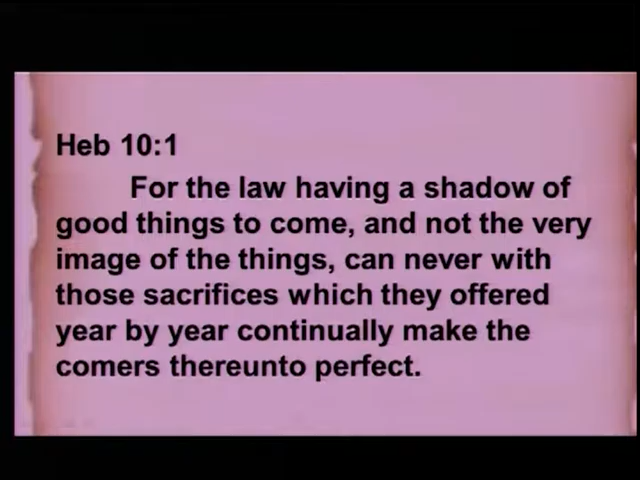 Heb 10:1
For the law having a shadow of
good things to come, and not the very
image of the things, can never with
those sacrifices which they offered
year by year continually make the
comers thereunto perfect.